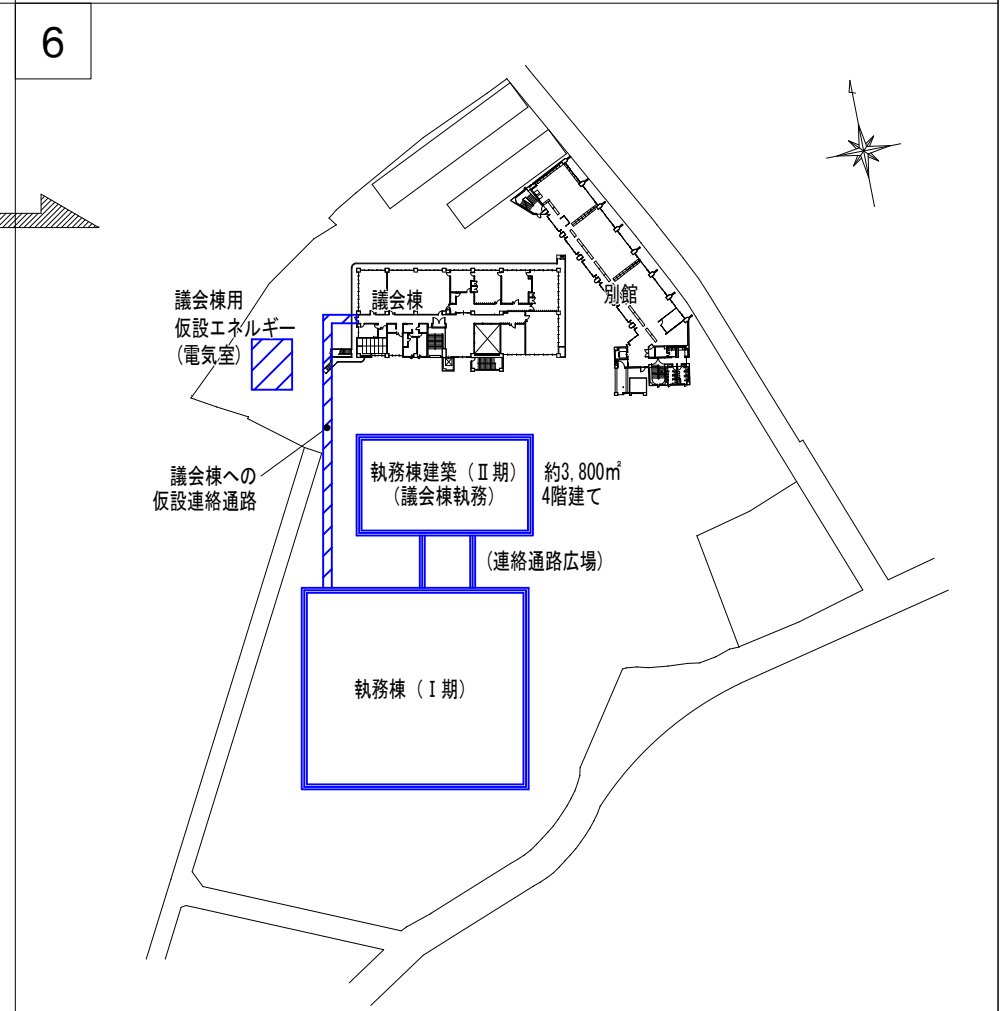 6
議会棟用
仮設エネルギー
(電気室)
議会棟
別館
議会棟への
仮設連絡通路
執務棟建築（Ⅱ期）
(議会棟執務)
約3,800㎡
4階建て
(連絡通路広場)
執務棟（Ⅰ期）